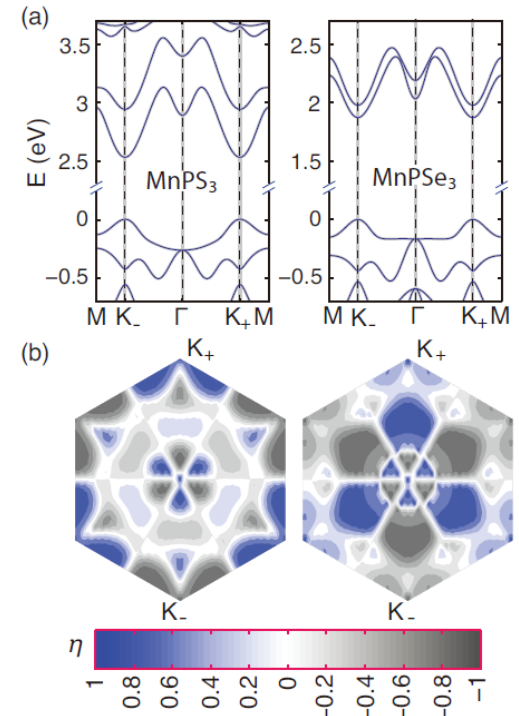 (a)
E (eV)
3.5
3
2.5
0
−0.5
MnPS3
M K− Γ K+ M
2.5
2
1.5
0
−0.5
MnPSe3
M K− Γ K+ M
(b)
K+ K+
K− K−
η
1 0.8 0.6 0.4 0.2 0 -0.2 -0.4 -0.6 -0.8 -1